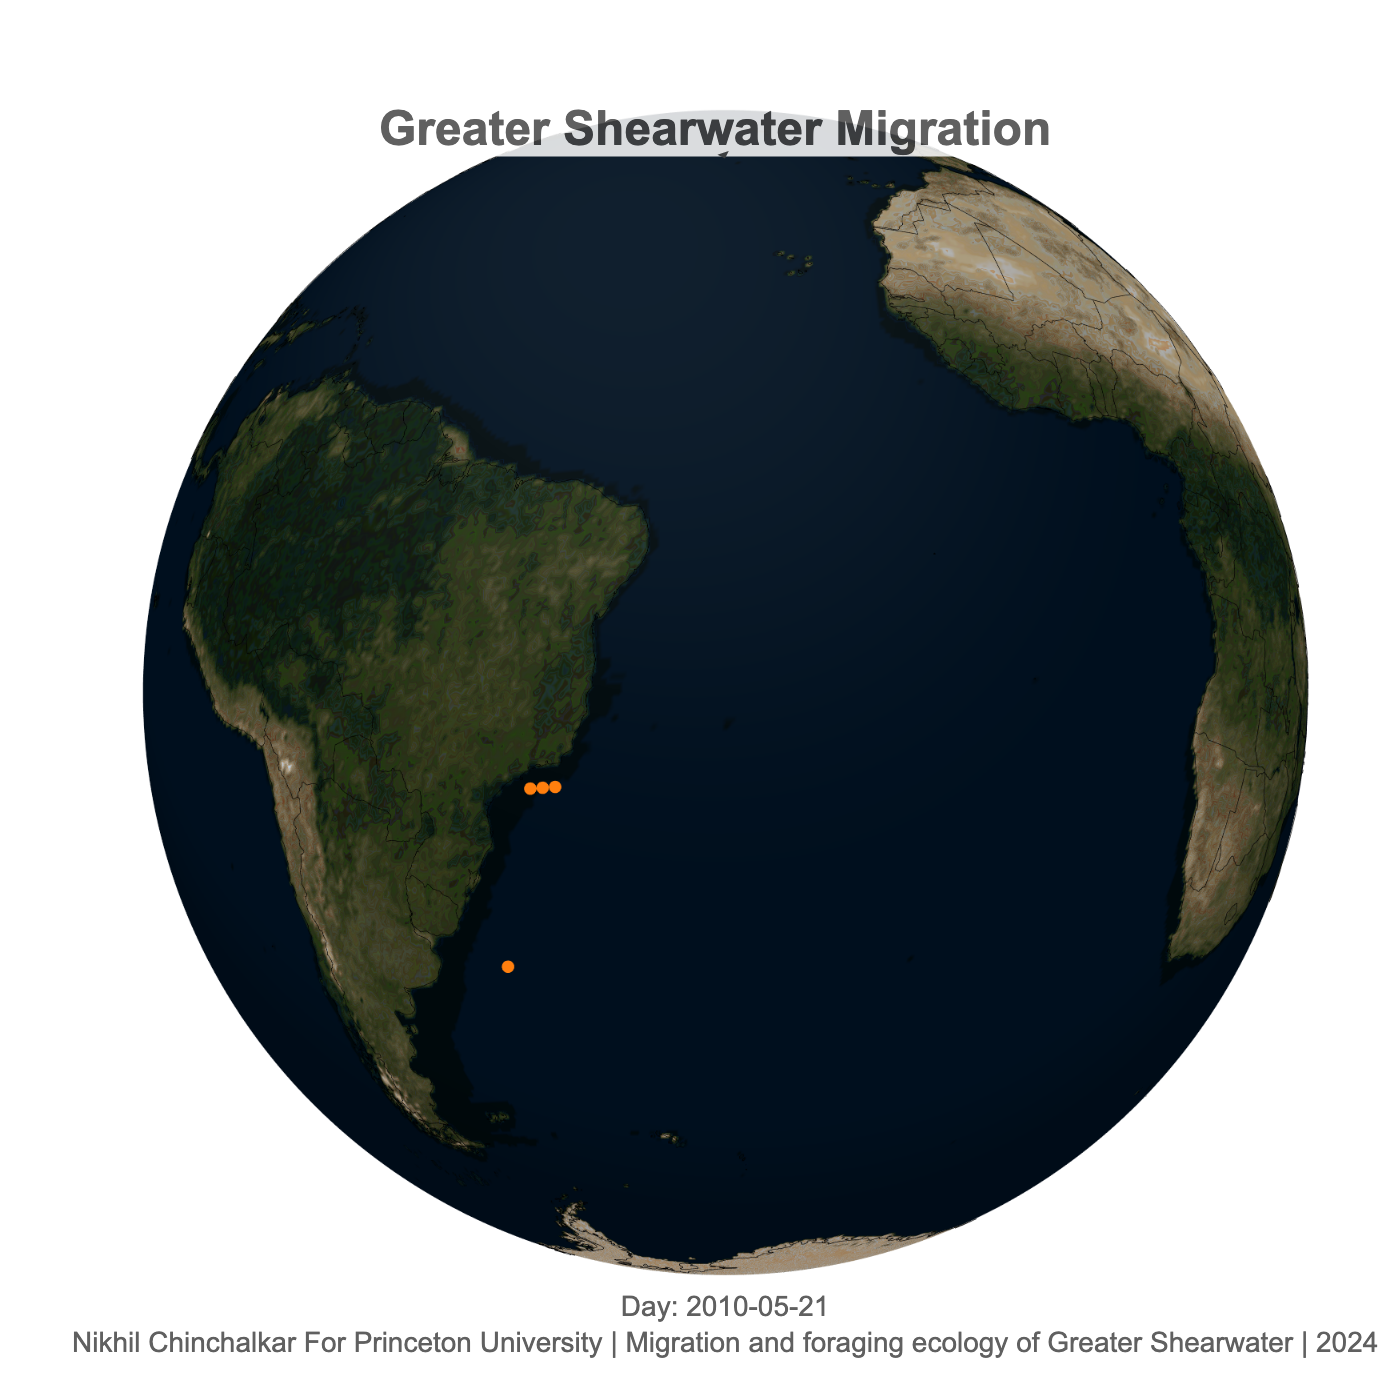 Greater Shearwater Migration
Day: 2010-05-21
Nikhil Chinchalkar For Princeton University | Migration and foraging ecology of Greater Shearwater | 2024